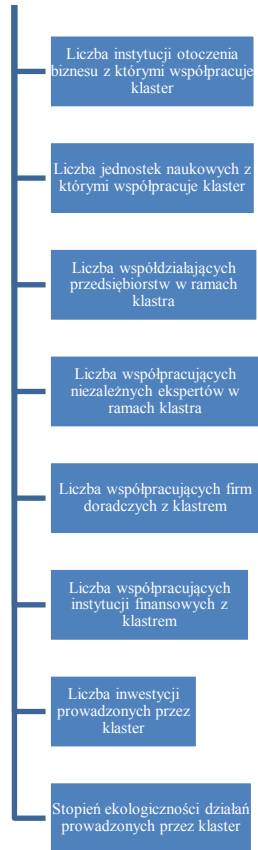 Liczba instytucji otoczenia
biznesu z którymi współpracuje
klaster
Liczba jednostek naukowych z
którymi współpracuje klaster
Liczba współdziałających
przedsiębiorstw w ramach
klastra
Liczba współpracujących
niezależnych ekspertów w
ramach klastra
Liczba współpracujących firm
doradczych z klastrem
Liczba współpracujących
instytucji finansowych z
klastrem
Liczba inwestycji
prowadzonych przez
klaster
Stopień ekologiczności działań
prowadzonych przez klaster